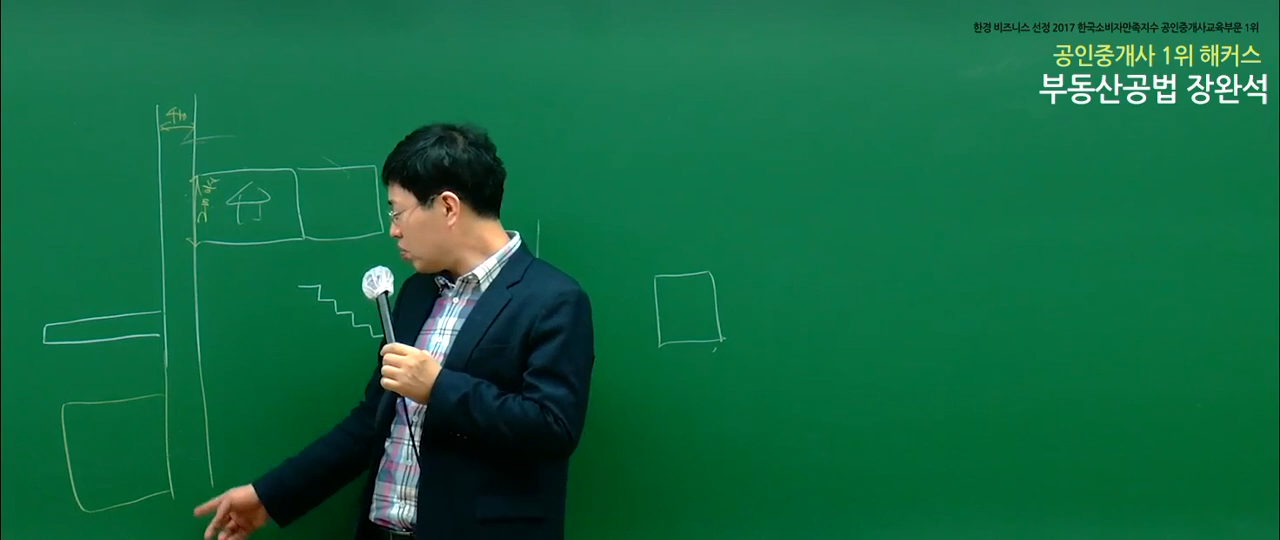 한경 비즈니스 선정 2017 한국소비자만족지수 공인중개사교육부문 1위
공인중개사 1위 해커스
부동산공법 장완석
4m